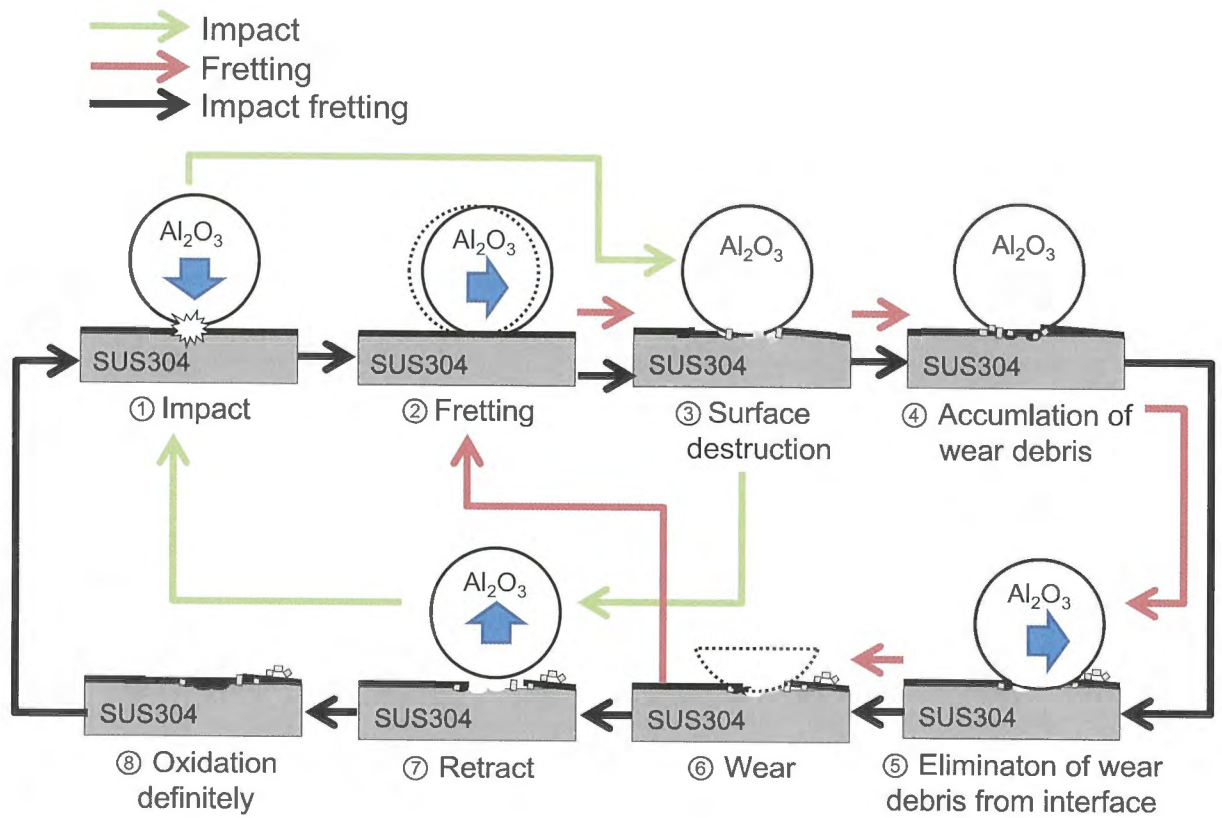 Impact
Fretting
Impact fretting
Al₂O₃
Al₂O₃
Al₂O₃
Al₂O₃
SUS304
SUS304
SUS304
SUS304
① Impact
② Fretting
③ Surface
destruction
④ Accumlation of
wear debris
Al₂O₃
Al₂O₃
SUS304
SUS304
SUS304
SUS304
⑧ Oxidation
definitely
⑦ Retract
⑥ Wear
⑤ Eliminaton of wear
debris from interface